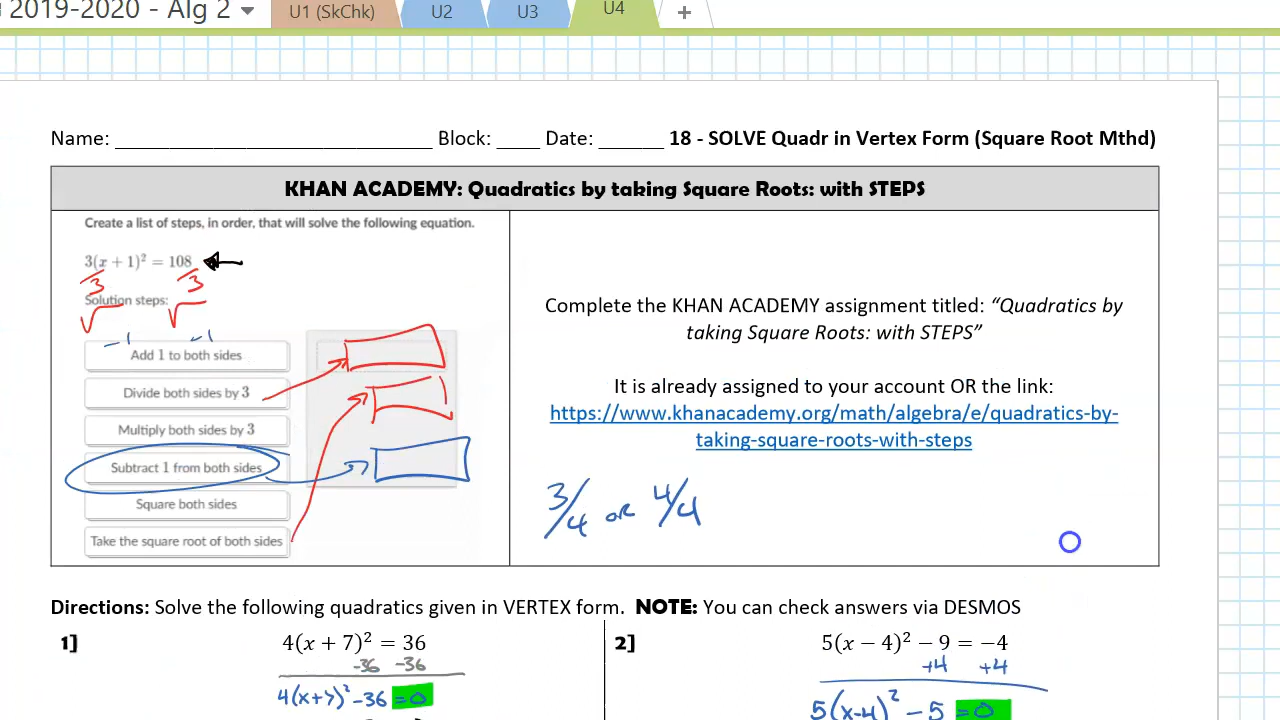 2019-2020 - Alg 2
U1 (SkChk)
U2
U3
U4
+
Name: ____________________________ Block: ____ Date: ______ 18 - SOLVE Quadr in Vertex Form (Square Root Mthd)
KHAN ACADEMY: Quadratics by taking Square Roots: with STEPS
Create a list of steps, in order, that will solve the following equation.
3(x + 1)² = 108
3 3
Solution steps:
√ √
-1 -1
Add 1 to both sides
Divide both sides by 3
Multiply both sides by 3
Subtract 1 from both sides
Square both sides
Take the square root of both sides
Complete the KHAN ACADEMY assignment titled: “Quadratics by
taking Square Roots: with STEPS”
It is already assigned to your account OR the link:
https://www.khanacademy.org/math/algebra/e/quadratics-by-
taking-square-roots-with-steps
3/4 OR 4/4
Directions: Solve the following quadratics given in VERTEX form. NOTE: You can check answers via DESMOS
1]
4(x + 7)² = 36
-36 -36
4(x+7)² -36 =0
2]
5(x − 4)² − 9 = −4
+4 +4
5(x-4)² - 5 =0